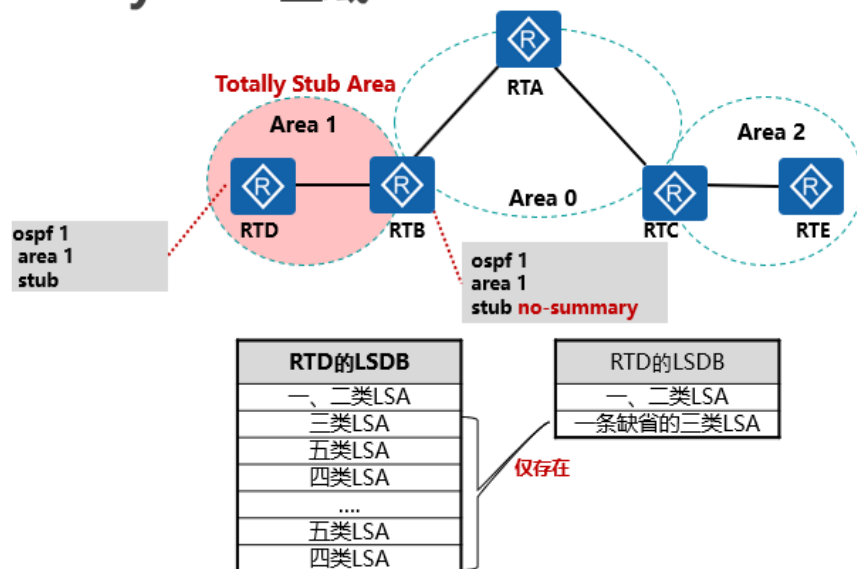 Totally Stub Area
RTA
Area 1
Area 2
Area 0
RTD
RTB
RTC
RTE
ospf 1
area 1
stub
ospf 1
area 1
stub no-summary
RTD的LSDB
一、二类LSA
三类LSA
五类LSA
四类LSA
....
五类LSA
四类LSA
RTD的LSDB
一、二类LSA
一条缺省的三类LSA
仅存在